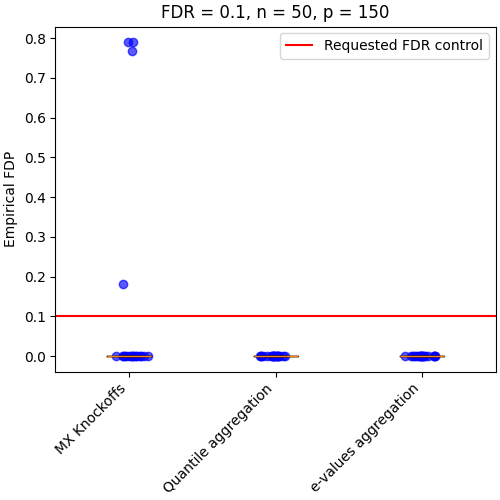 FDR = 0.1, n = 50, p = 150
Requested FDR control
Empirical FDP
0.8
0.7
0.6
0.5
0.4
0.3
0.2
0.1
0.0
MX Knockoffs
Quantile aggregation
e-values aggregation